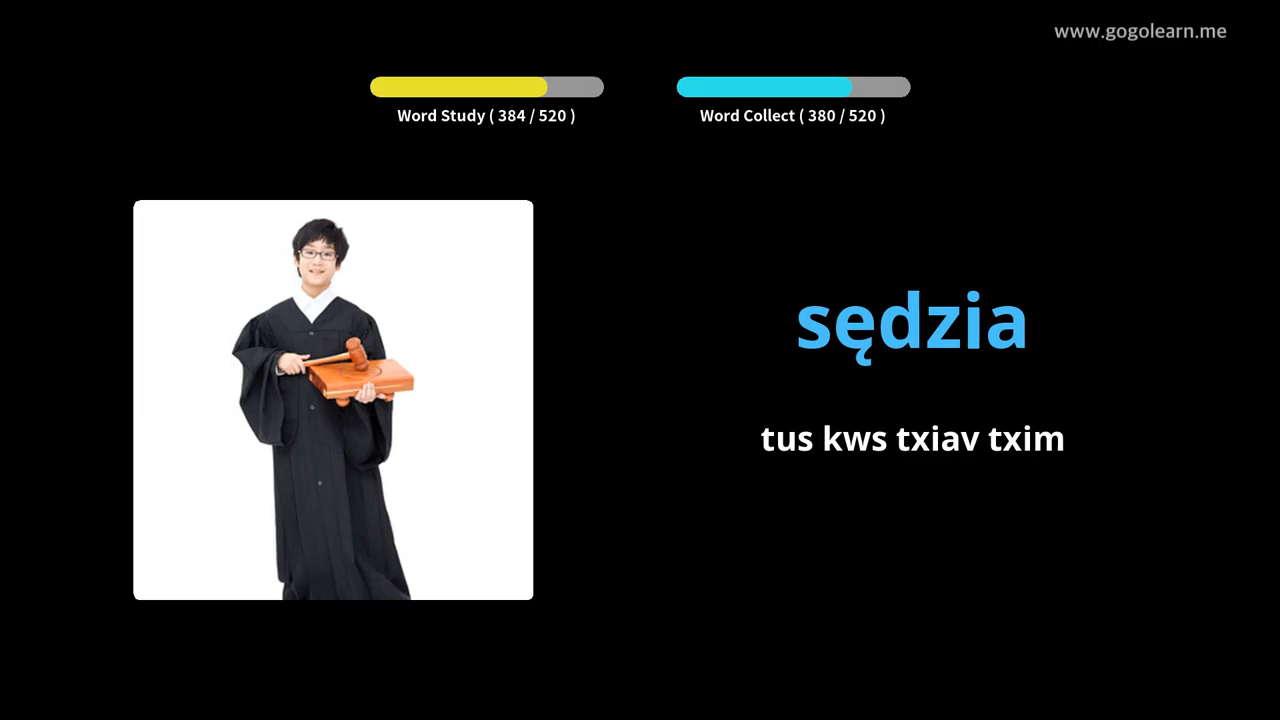 www.gogolearn.me
Word Study ( 384 / 520 )
Word Collect ( 380 / 520 )
sędzia
tus kws txiav txim